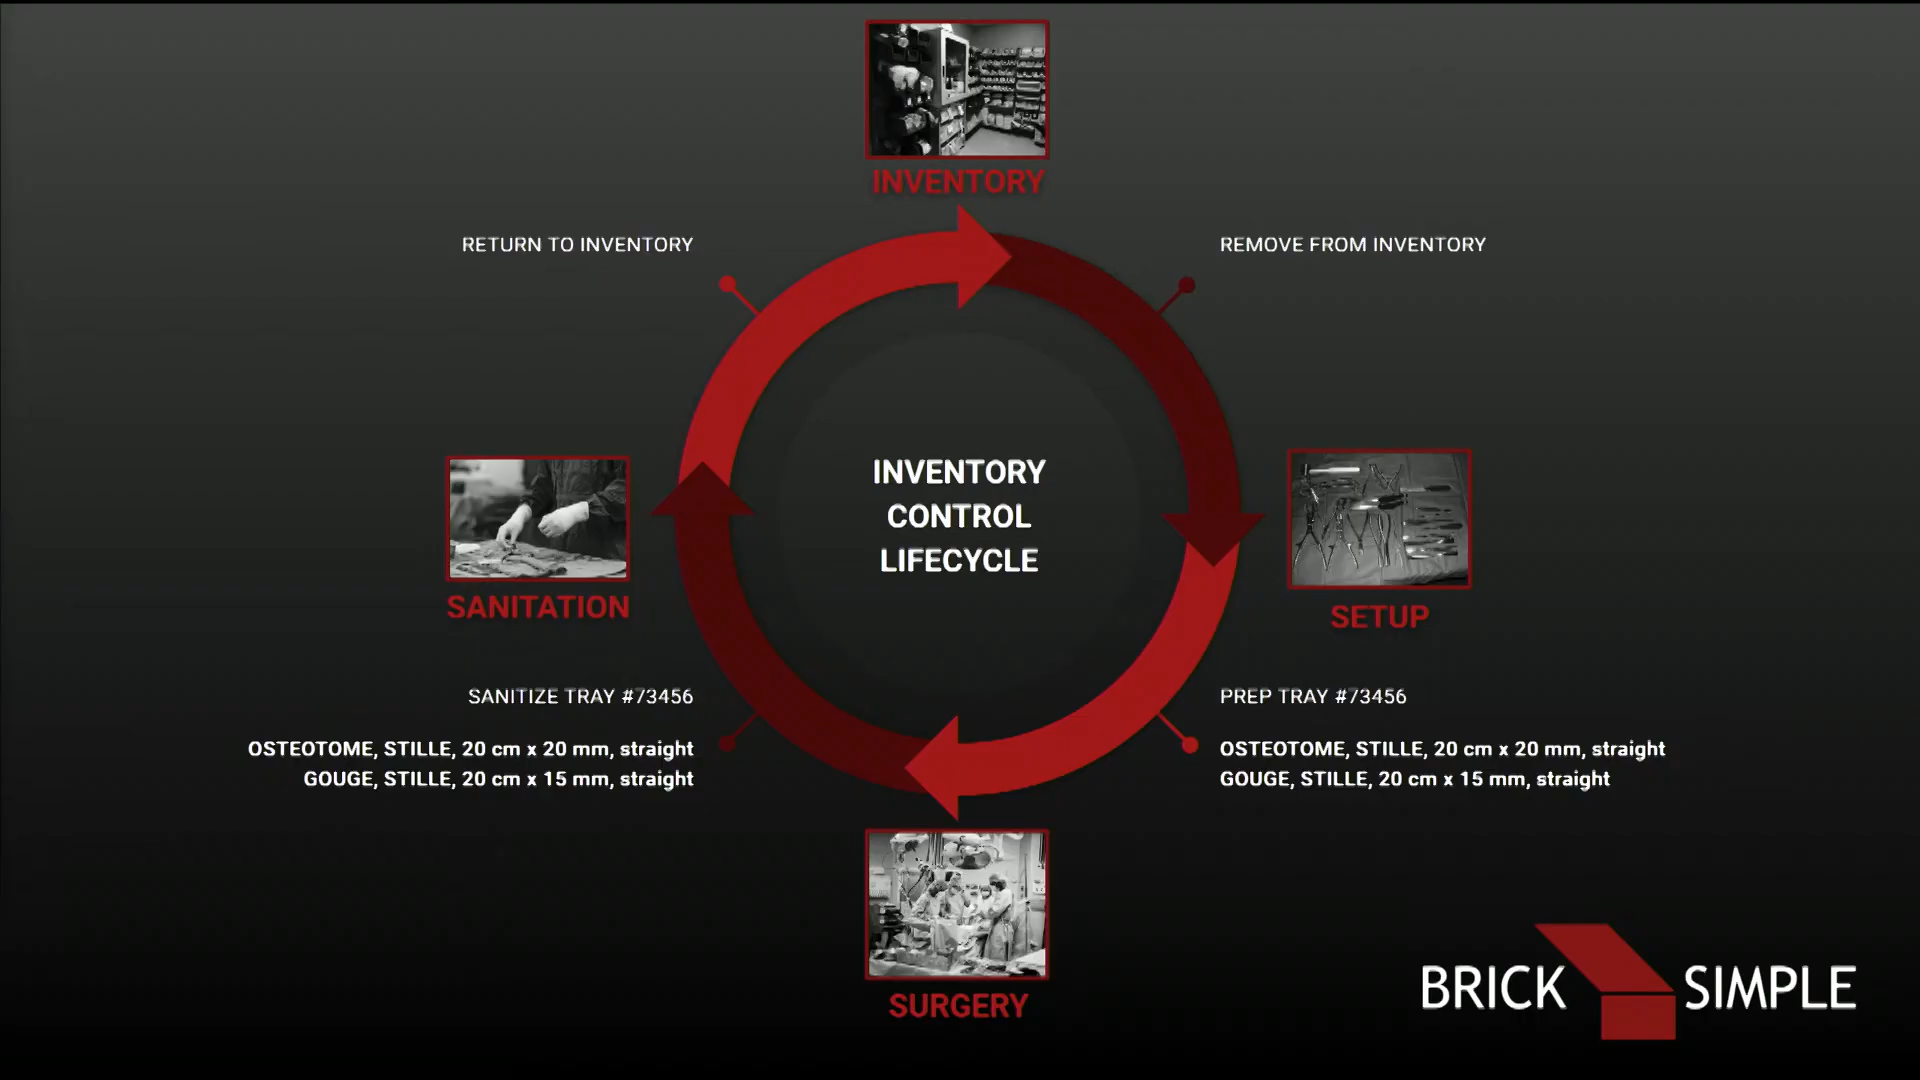 INVENTORY
RETURN TO INVENTORY
REMOVE FROM INVENTORY
INVENTORY
CONTROL
LIFECYCLE
SANITATION
SETUP
SANITIZE TRAY #73456
OSTEOTOME, STILLE, 20 cm x 20 mm, straight
GOUGE, STILLE, 20 cm x 15 mm, straight
PREP TRAY #73456
OSTEOTOME, STILLE, 20 cm x 20 mm, straight
GOUGE, STILLE, 20 cm x 15 mm, straight
SURGERY
BRICK SIMPLE